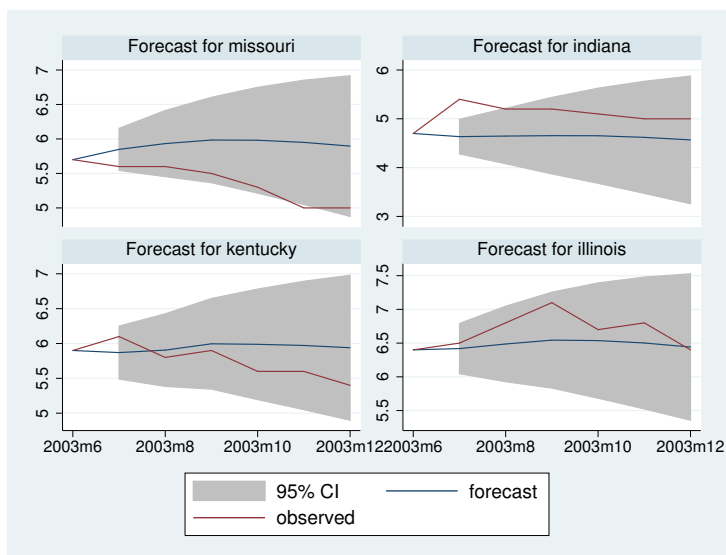 Forecast for missouri
Forecast for indiana
7
6.5
6
5.5
5
6
5
4
3
Forecast for kentucky
Forecast for illinois
7
6.5
6
5.5
5
7.5
7
6.5
6
5.5
2003m6 2003m8 2003m10 2003m12
2003m6 2003m8 2003m10 2003m12
95% CI forecast
observed